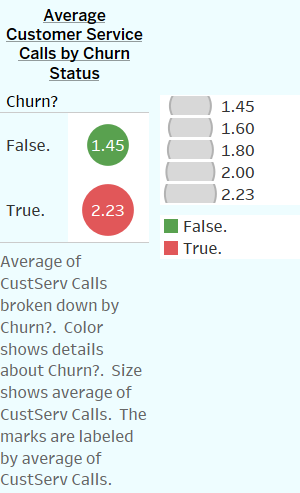 Average
Customer Service
Calls by Churn
Status
Churn?
False.
1.45
True.
2.23
1.45
1.60
1.80
2.00
2.23
False.
True.
Average of
CustServ Calls
broken down by
Churn?.  Color
shows details
about Churn?.  Size
shows average of
CustServ Calls.  The
marks are labeled
by average of
CustServ Calls.